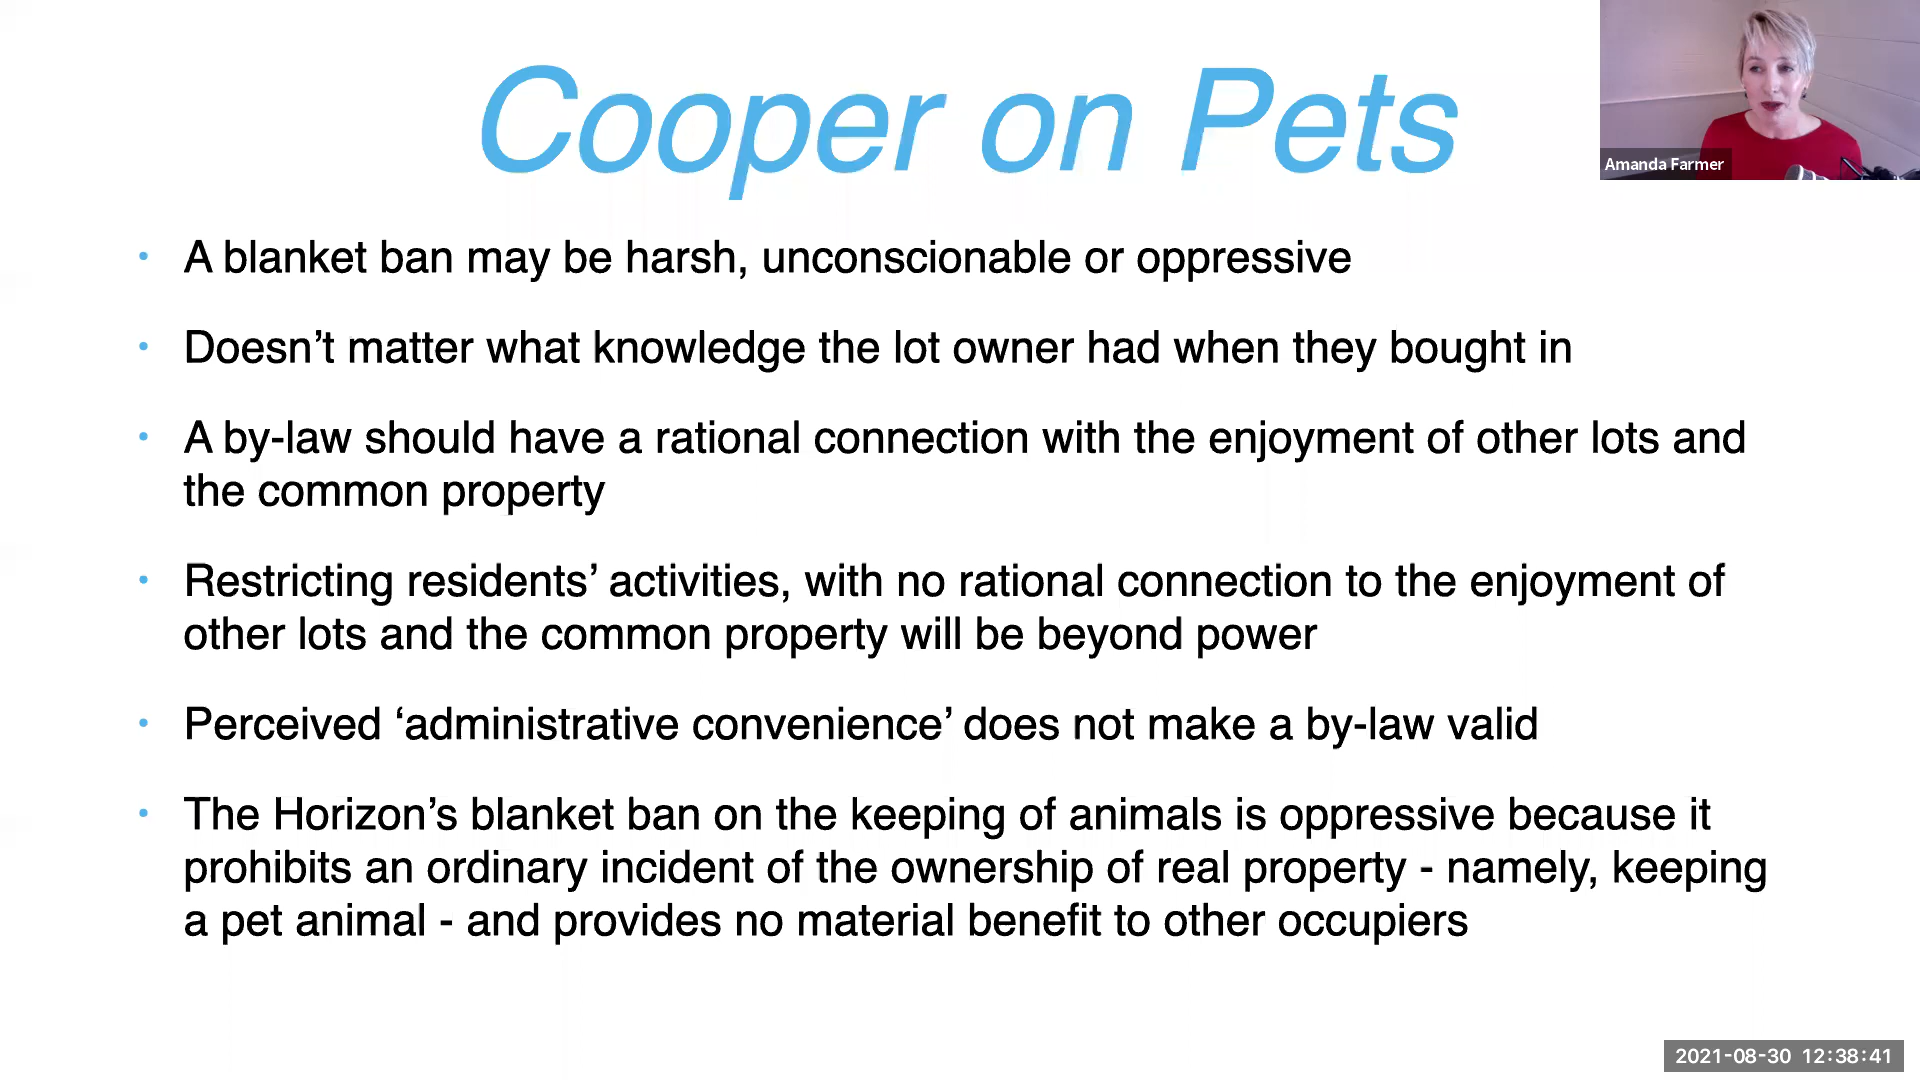 Cooper on Pets
Amanda Farmer
• A blanket ban may be harsh, unconscionable or oppressive
• Doesn’t matter what knowledge the lot owner had when they bought in
• A by-law should have a rational connection with the enjoyment of other lots and
the common property
• Restricting residents’ activities, with no rational connection to the enjoyment of
other lots and the common property will be beyond power
• Perceived ‘administrative convenience’ does not make a by-law valid
• The Horizon’s blanket ban on the keeping of animals is oppressive because it
prohibits an ordinary incident of the ownership of real property - namely, keeping
a pet animal - and provides no material benefit to other occupiers
2021-08-30 12:38:41